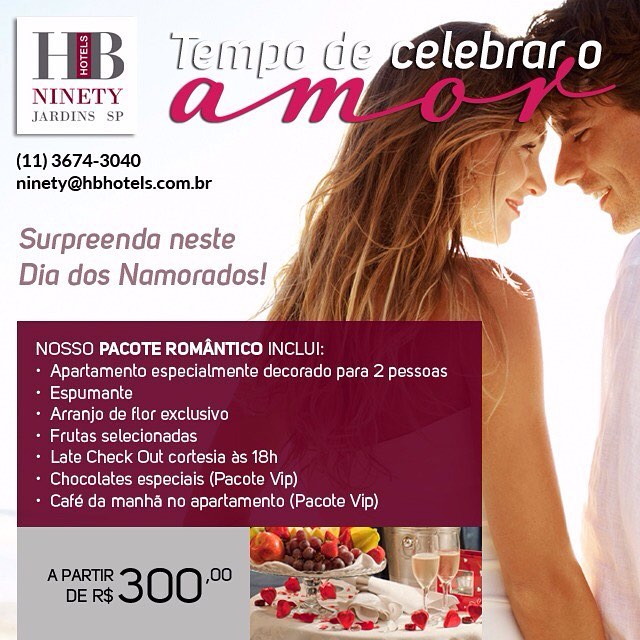 HB
HOTELS
NINETY
JARDINS SP
Tempo de celebrar o
amor
(11) 3674-3040
ninety@hbhotels.com.br
Surpreenda neste
Dia dos Namorados!
NOSSO PACOTE ROMÂNTICO INCLUI:
• Apartamento especialmente decorado para 2 pessoas
• Espumante
• Arranjo de flor exclusivo
• Frutas selecionadas
• Late Check Out cortesia às 18h
• Chocolates especiais (Pacote Vip)
• Café da manhã no apartamento (Pacote Vip)
A PARTIR
DE R$ 300,00